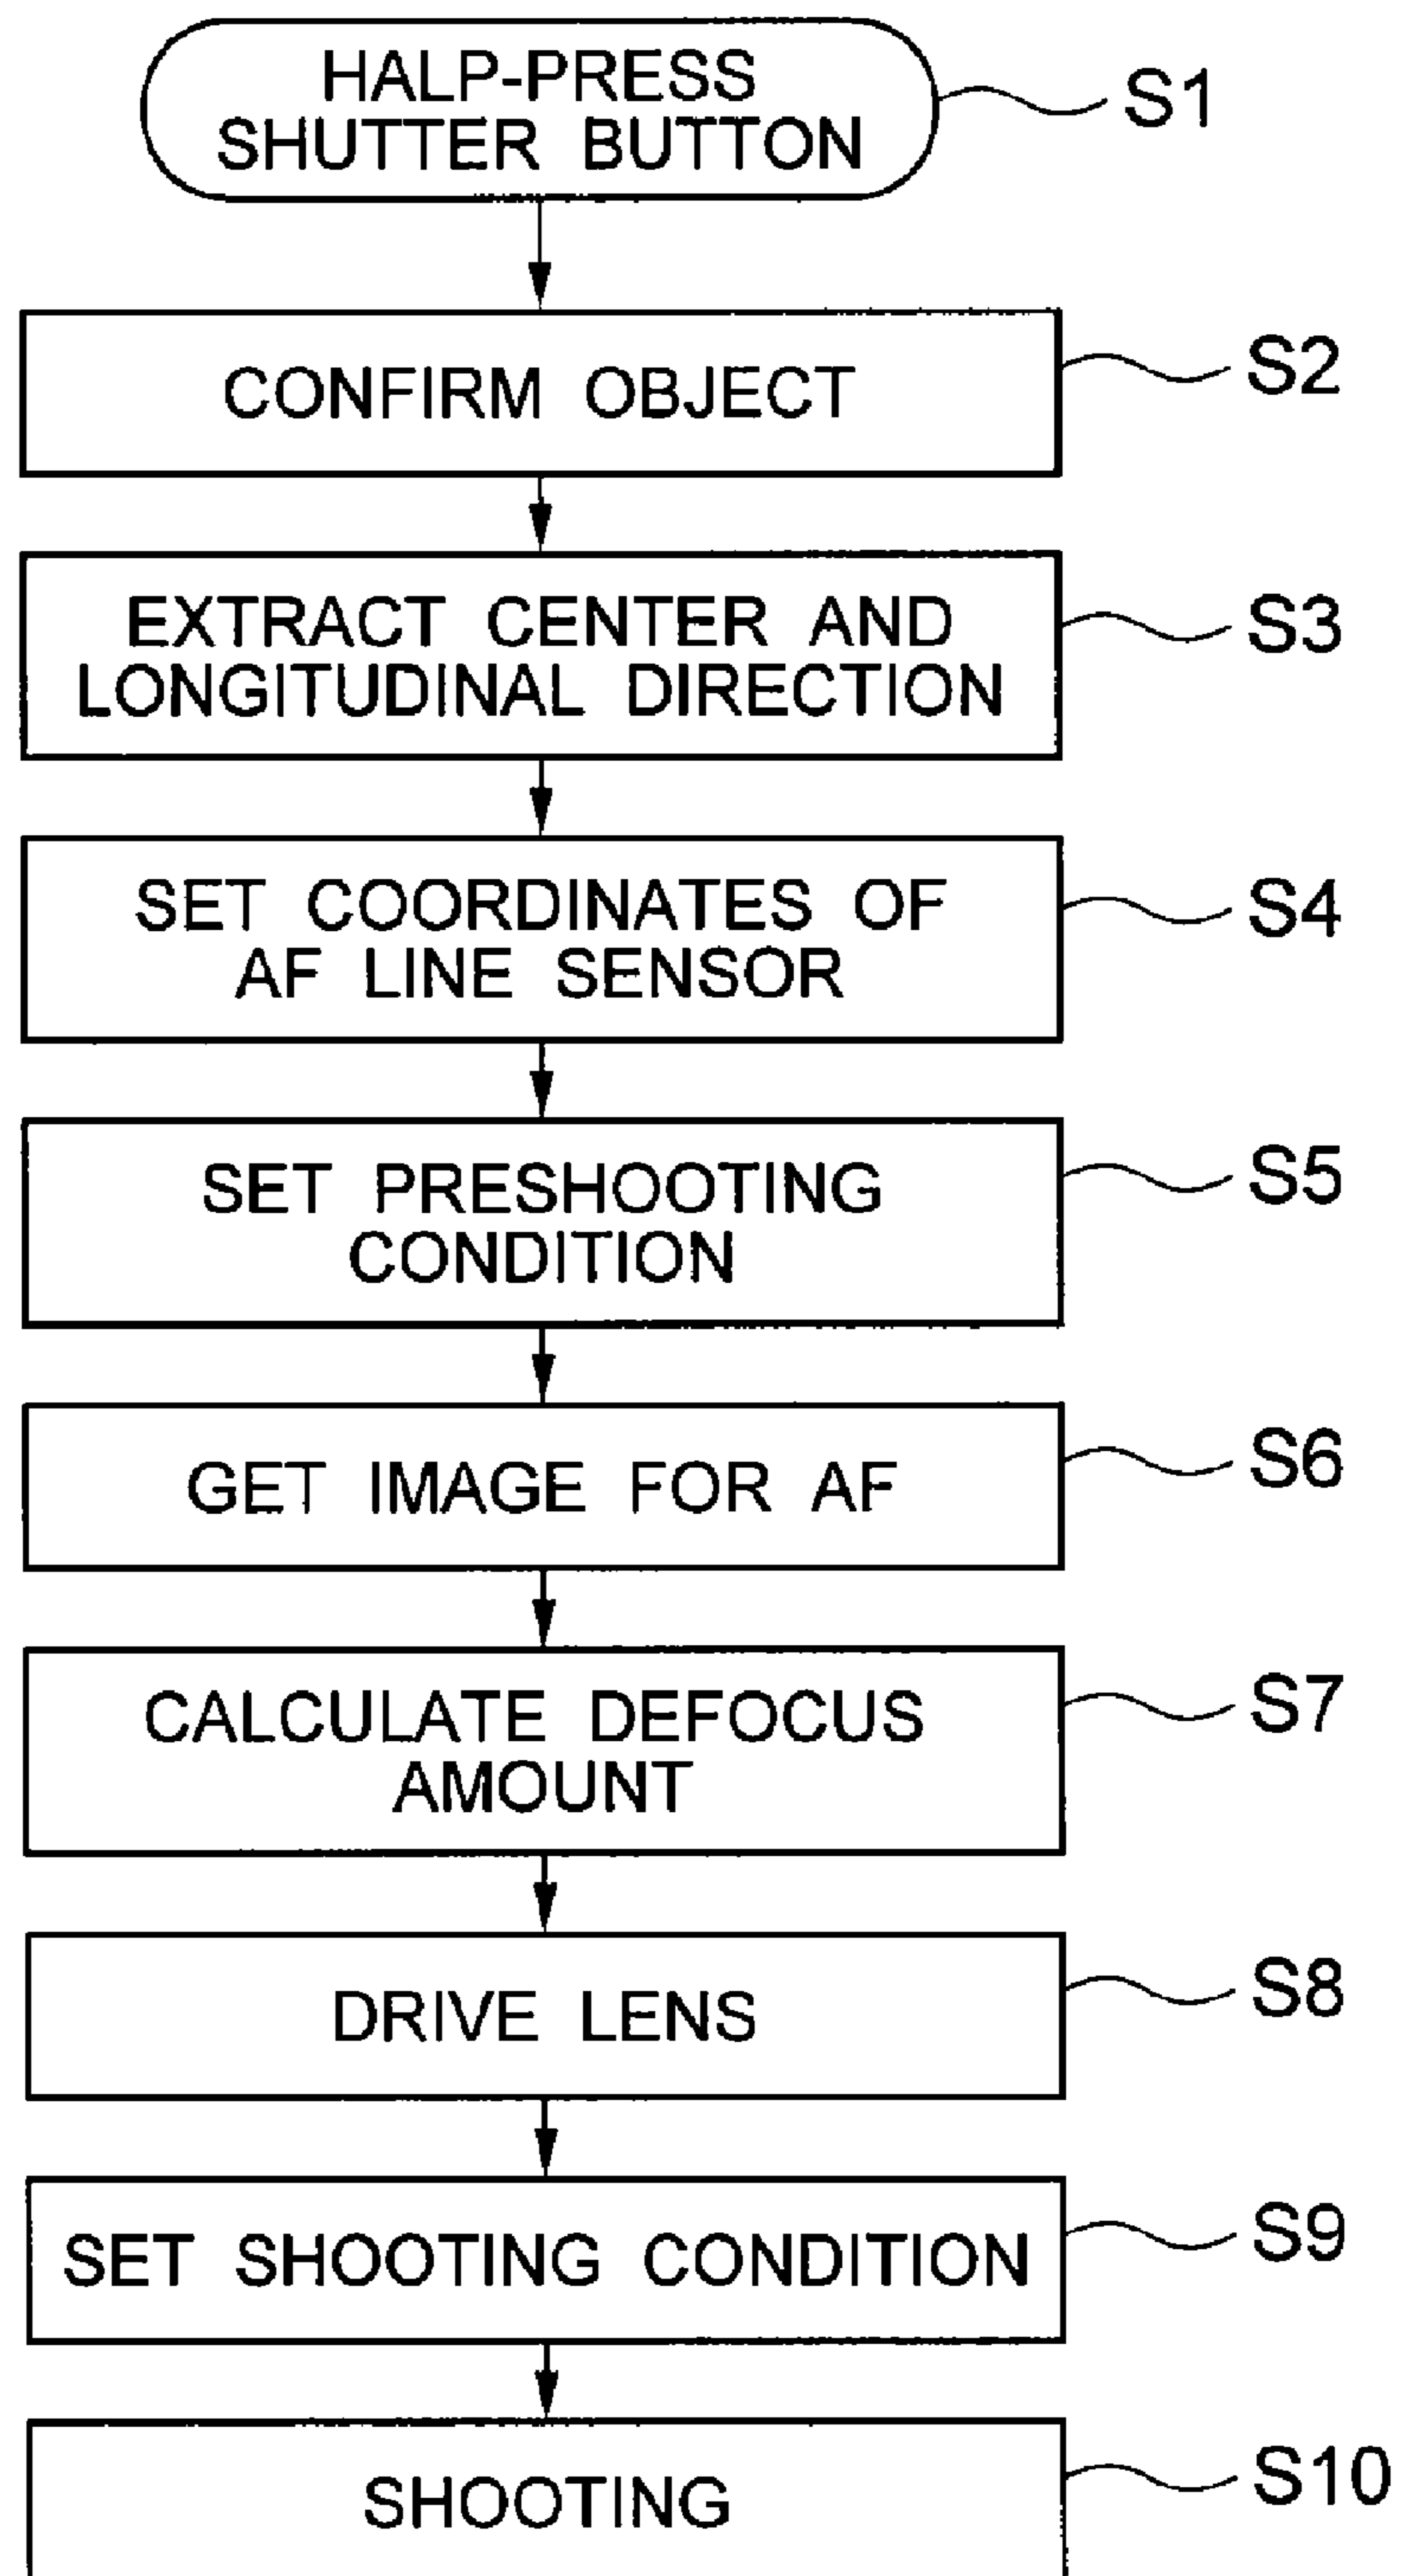 HALP-PRESS
SHUTTER BUTTON
S1
CONFIRM OBJECT
S2
EXTRACT CENTER AND
LONGITUDINAL DIRECTION
S3
SET COORDINATES OF
AF LINE SENSOR
S4
SET PRESHOOTING
CONDITION
S5
GET IMAGE FOR AF
S6
CALCULATE DEFOCUS
AMOUNT
S7
DRIVE LENS
S8
SET SHOOTING CONDITION
S9
SHOOTING
S10